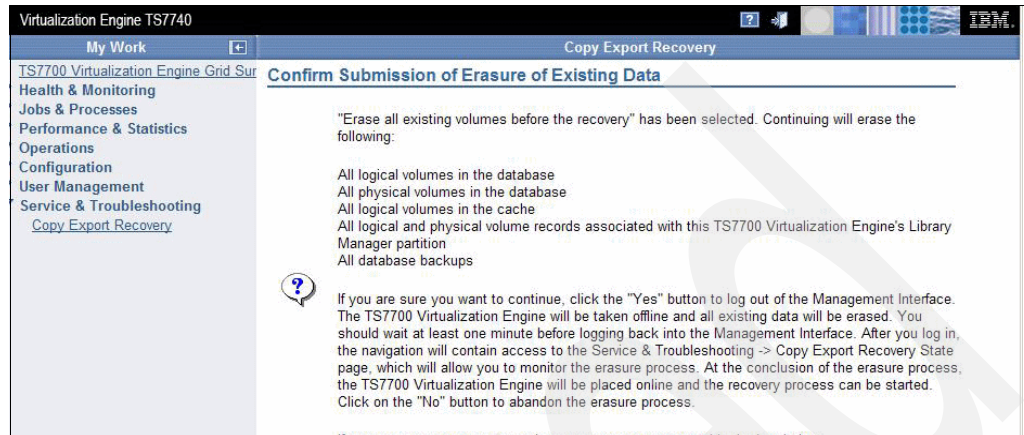 Virtualization Engine TS7740
?
IBM.
My Work
Copy Export Recovery
TS7700 Virtualization Engine Grid Sur
Health & Monitoring
Jobs & Processes
Performance & Statistics
Operations
Configuration
User Management
Service & Troubleshooting
Copy Export Recovery
Confirm Submission of Erasure of Existing Data
"Erase all existing volumes before the recovery" has been selected. Continuing will erase the
following:
All logical volumes in the database
All physical volumes in the database
All logical volumes in the cache
All logical and physical volume records associated with this TS7700 Virtualization Engine's Library
Manager partition
All database backups
?
If you are sure you want to continue, click the "Yes" button to log out of the Management Interface.
The TS7700 Virtualization Engine will be taken offline and all existing data will be erased. You
should wait at least one minute before logging back into the Management Interface. After you log in,
the navigation will contain access to the Service & Troubleshooting -> Copy Export Recovery State
page, which will allow you to monitor the erasure process. At the conclusion of the erasure process,
the TS7700 Virtualization Engine will be placed online and the recovery process can be started.
Click on the "No" button to abandon the erasure process.